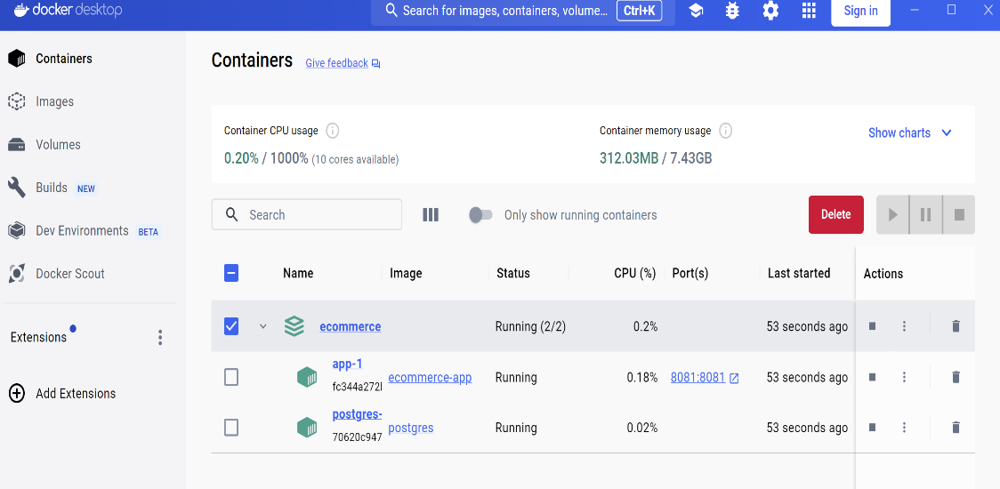 docker desktop
Search for images, containers, volume... Ctrl+K
Sign in
Containers
Images
Volumes
Builds NEW
Dev Environments BETA
Docker Scout
Extensions
Add Extensions
Containers Give feedback
Container CPU usage
0.20% / 1000% (10 cores available)
Container memory usage
312.03MB / 7.43GB
Show charts
Search
Only show running containers
Delete
Name Image Status CPU (%) Port(s) Last started Actions
ecommerce Running (2/2) 0.2% 53 seconds ago
app-1
fc344a272 ecommerce-app Running 0.18% 8081:8081 53 seconds ago
postgres-
70620c947 postgres Running 0.02% 53 seconds ago